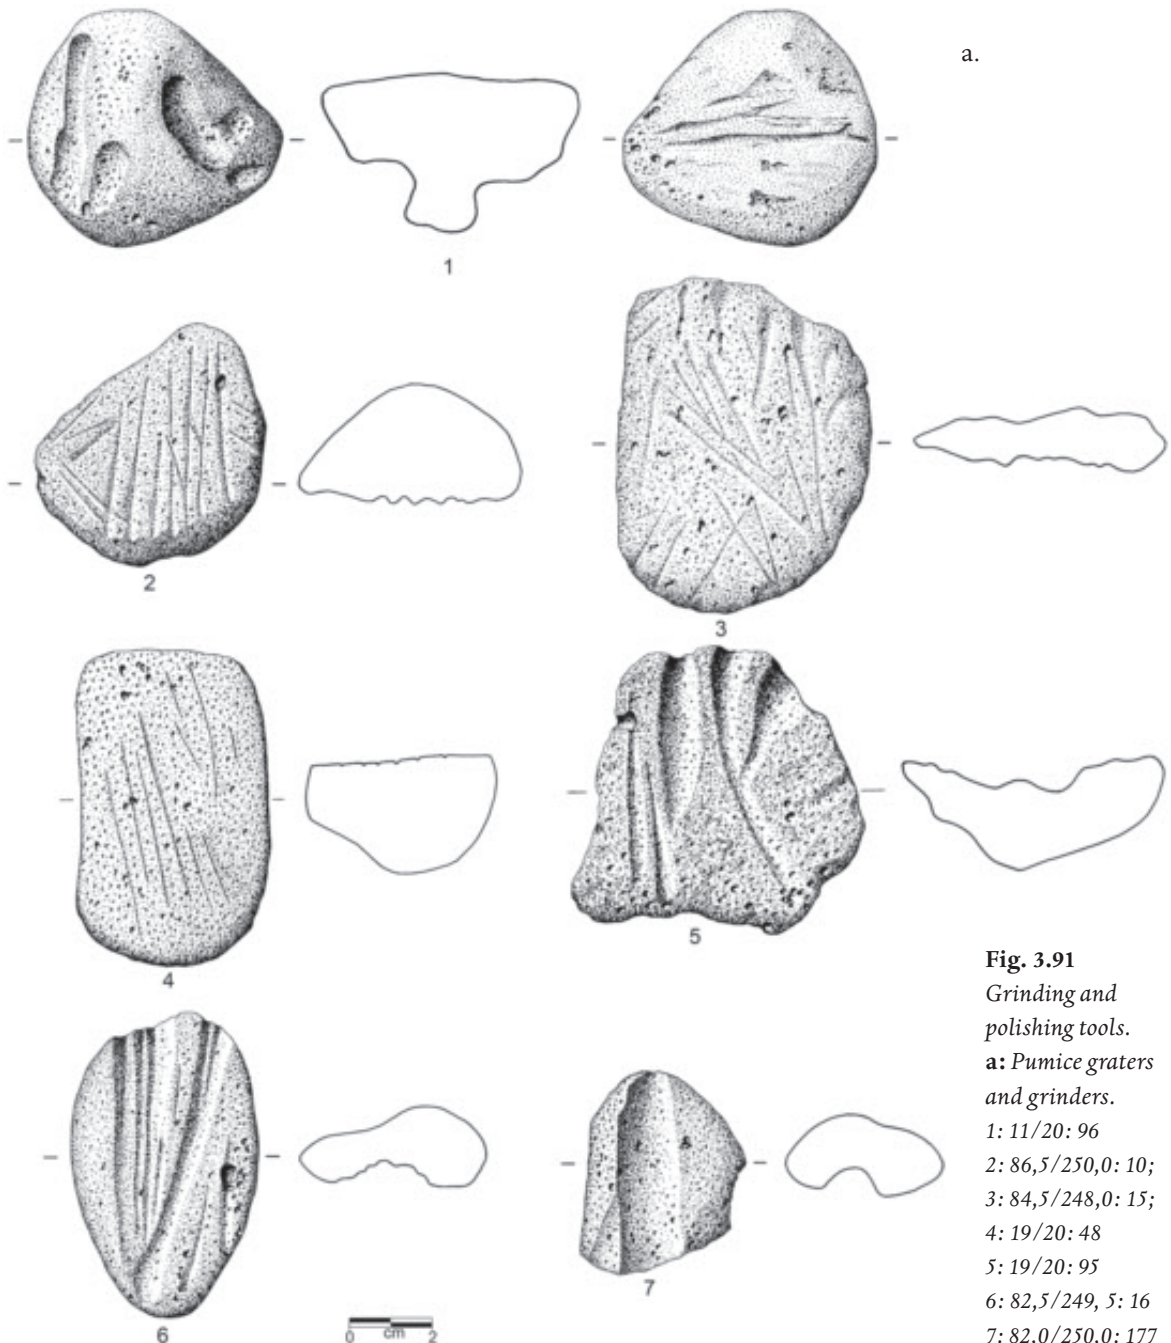 a.
1
2
3
4
5
6
7
0 cm 2
Fig. 3.91
Grinding and
polishing tools.
a: Pumice graters
and grinders.
1: 11/20: 96
2: 86,5/250,0: 10;
3: 84,5/248,0: 15;
4: 19/20: 48
5: 19/20: 95
6: 82,5/249, 5: 16
7: 82,0/250,0: 177